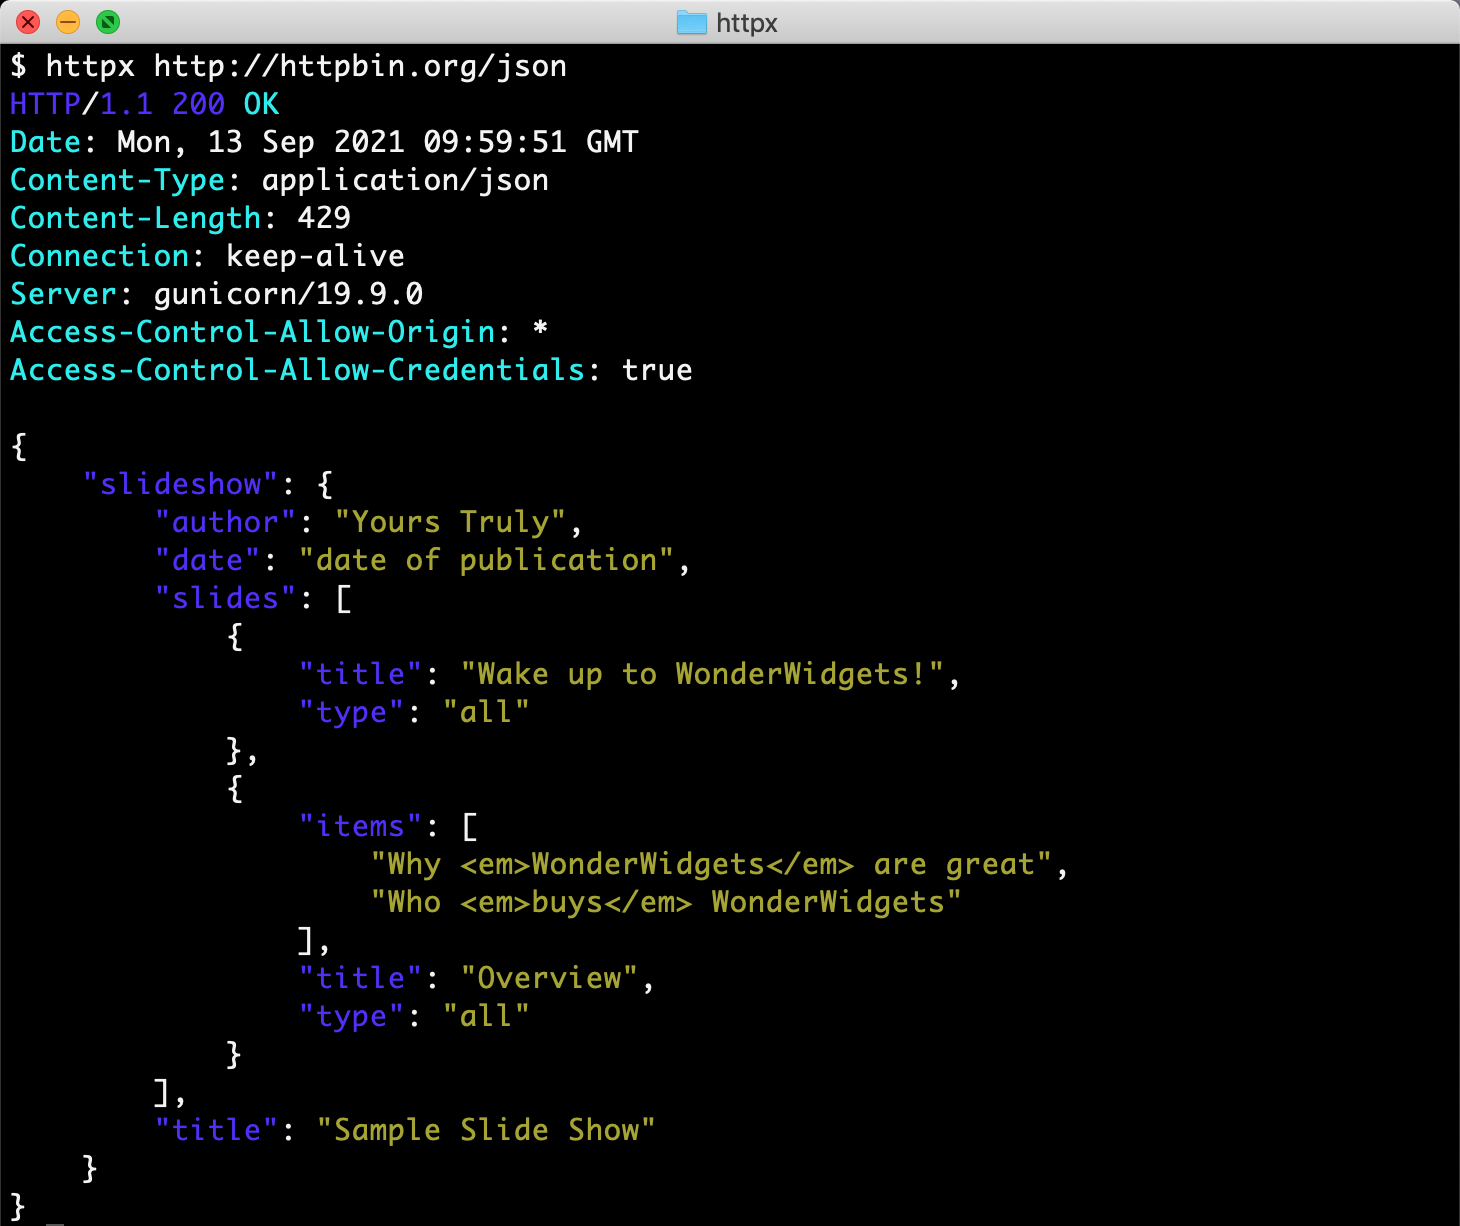 httpx
$ httpx http://httpbin.org/json
HTTP/1.1 200 OK
Date: Mon, 13 Sep 2021 09:59:51 GMT
Content-Type: application/json
Content-Length: 429
Connection: keep-alive
Server: gunicorn/19.9.0
Access-Control-Allow-Origin: *
Access-Control-Allow-Credentials: true

{
    "slideshow": {
        "author": "Yours Truly",
        "date": "date of publication",
        "slides": [
            {
                "title": "Wake up to WonderWidgets!",
                "type": "all"
            },
            {
                "items": [
                    "Why <em>WonderWidgets</em> are great",
                    "Who <em>buys</em> WonderWidgets"
                ],
                "title": "Overview",
                "type": "all"
            }
        ],
        "title": "Sample Slide Show"
    }
}